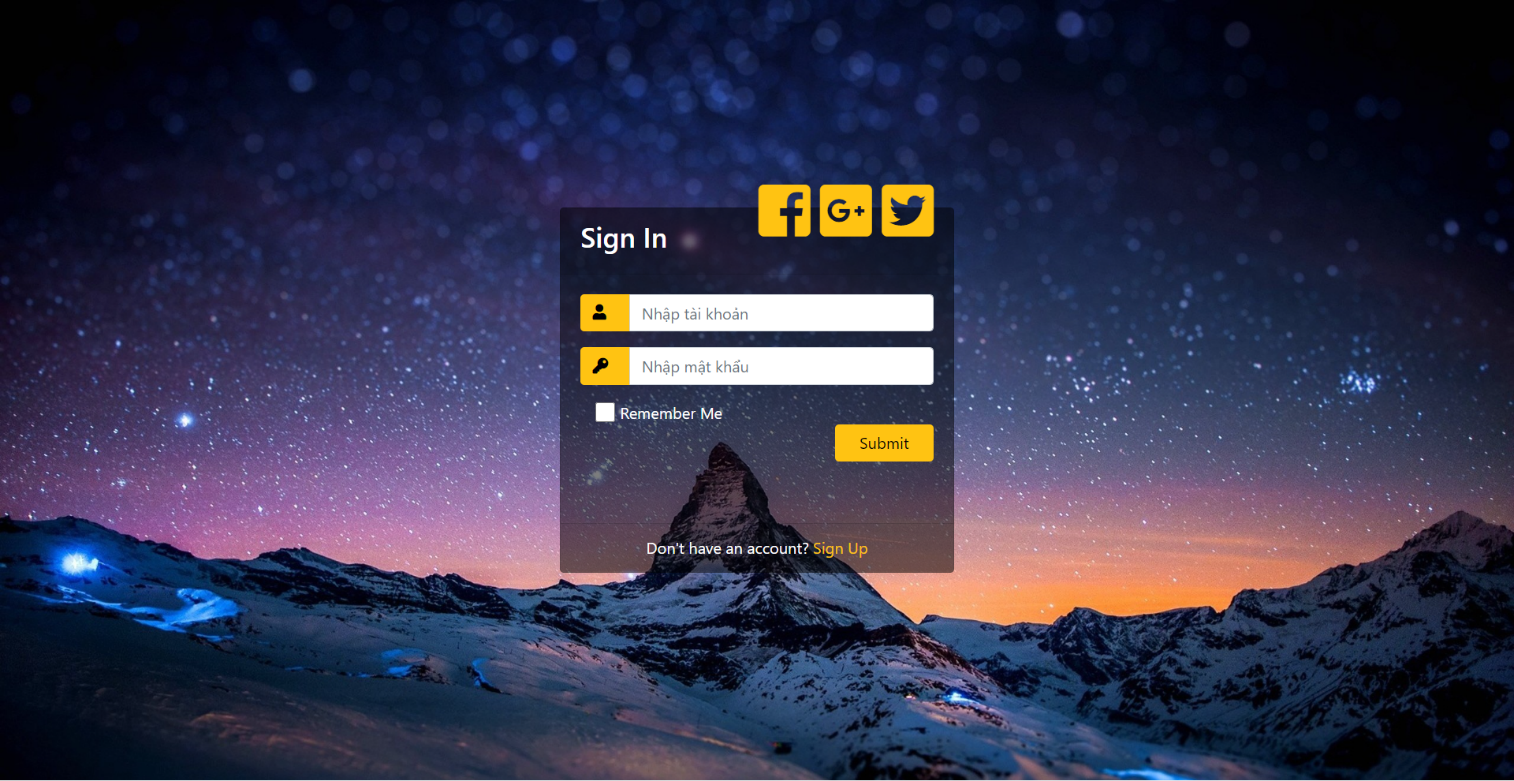 Sign In
Nhập tài khoản
Nhập mật khẩu
Remember Me
Submit
Don't have an account? Sign Up